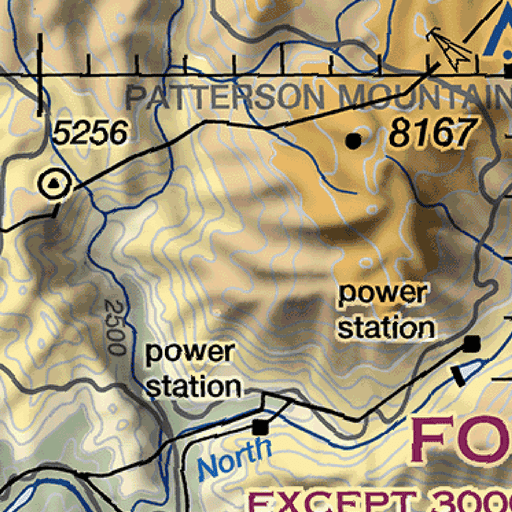 PATTERSON MOUNTAIN
5256
8167
power
station
2500
power
station
North
FO
EXCEPT 3000